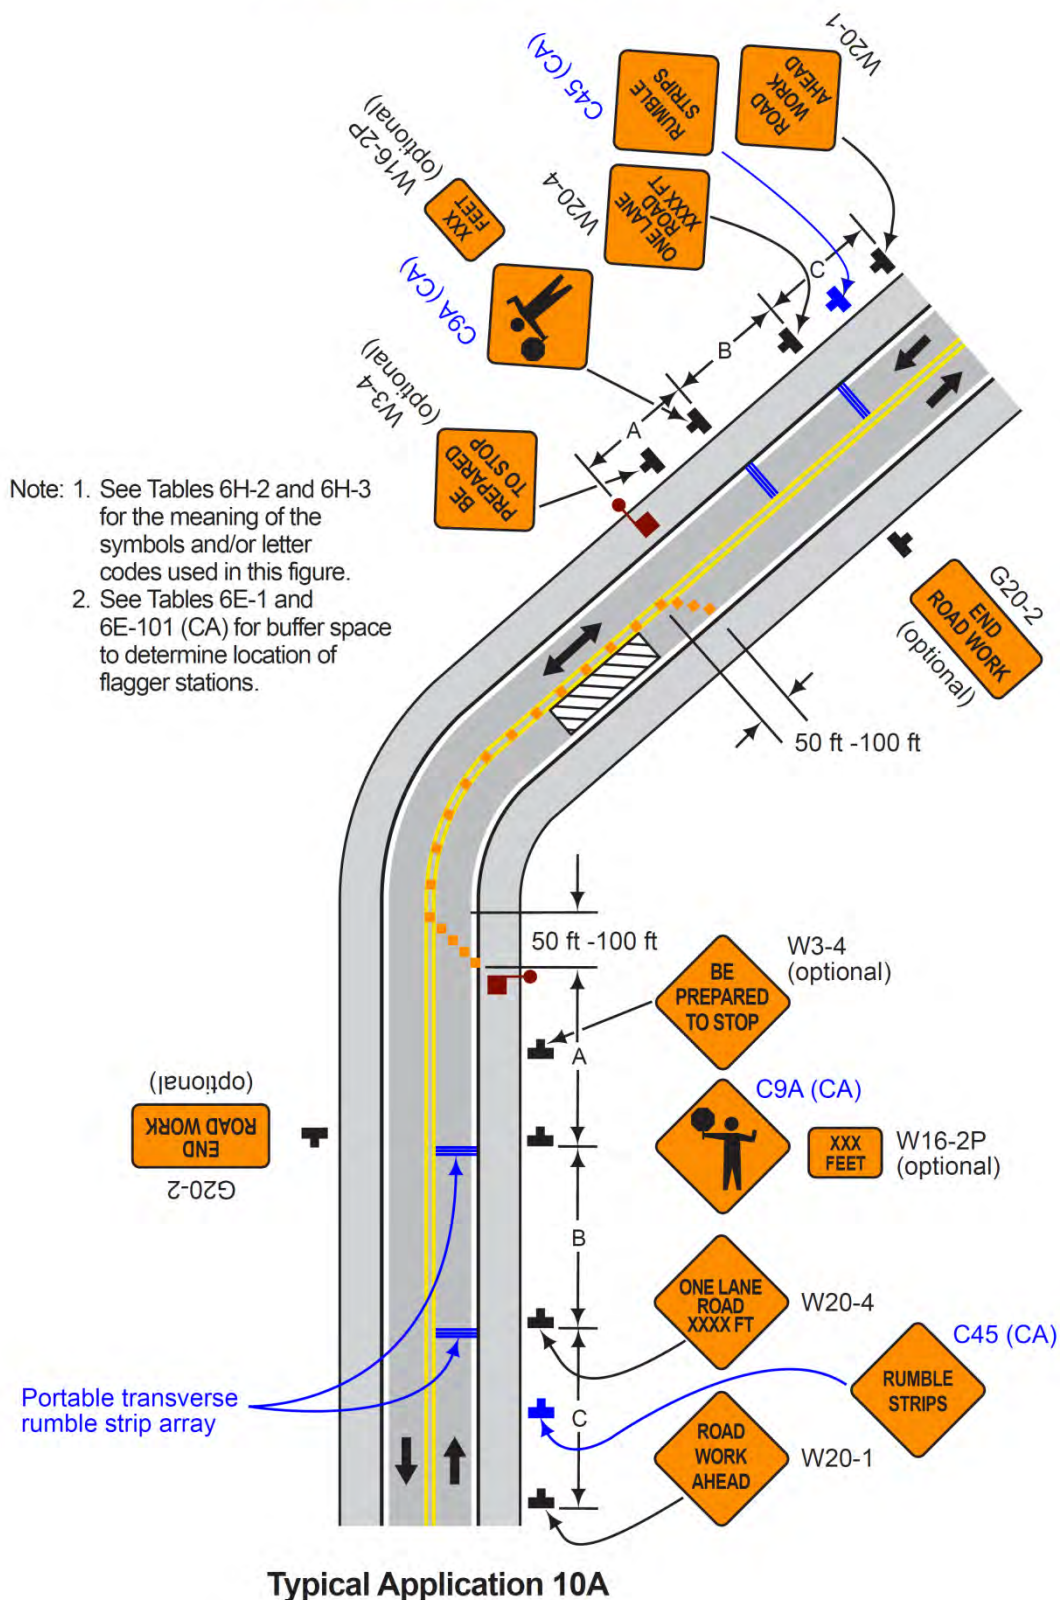 W20-1
C45 (CA)
ROAD
WORK
AHEAD
RUMBLE
STRIPS
W16-2P
(optional)
W20-4
ONE LANE
ROAD
XXXX FT
XXX
FEET
C9A (CA)
C
B
W3-4
(optional)
A
BE
PREPARED
TO STOP
Note: 1. See Tables 6H-2 and 6H-3
for the meaning of the
symbols and/or letter
codes used in this figure.
2. See Tables 6E-1 and
6E-101 (CA) for buffer space
to determine location of
flagger stations.
G20-2
END
ROAD WORK
(optional)
50 ft -100 ft
50 ft -100 ft
W3-4
(optional)
BE
PREPARED
TO STOP
A
C9A (CA)
XXX
FEET
W16-2P
(optional)
(optional)
END
ROAD WORK
G20-2
B
ONE LANE
ROAD
XXXX FT
W20-4
C45 (CA)
RUMBLE
STRIPS
Portable transverse
rumble strip array
C
ROAD
WORK
AHEAD
W20-1
Typical Application 10A